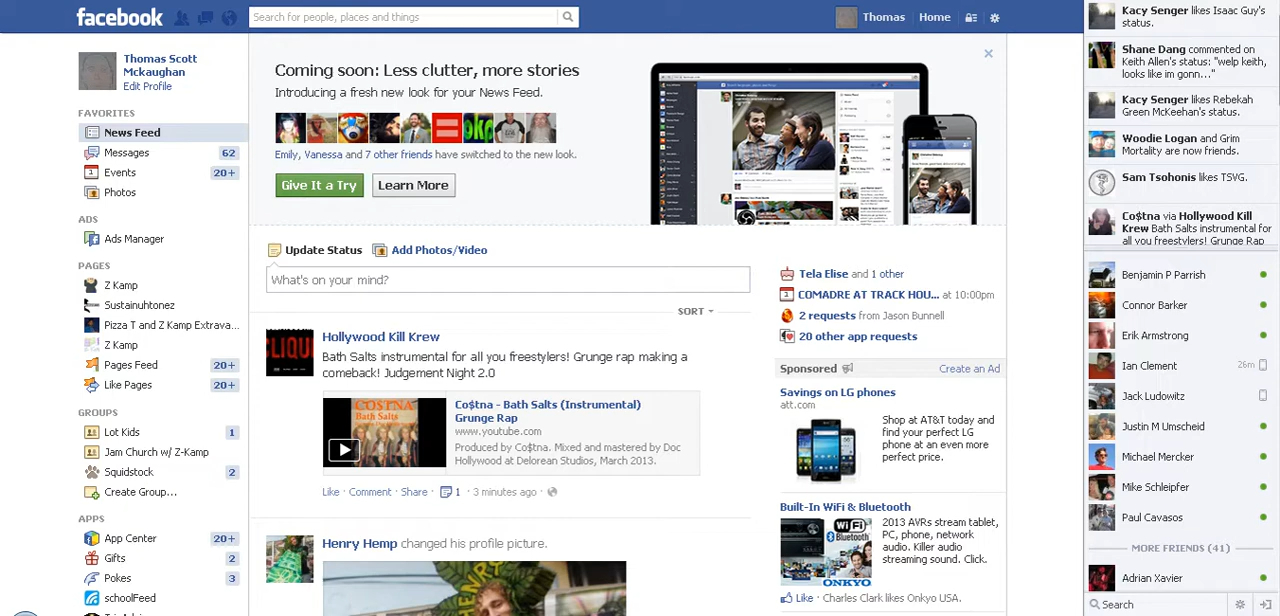 facebook
Search for people, places and things
Thomas
Home
Thomas Scott
Mckaughan
Edit Profile
FAVORITES
News Feed
Messages 62
Events 20+
Photos
ADS
Ads Manager
PAGES
Z Kamp
Sustainuhtonez
Pizza T and Z Kamp Extrava...
Z Kamp
Pages Feed 20+
Like Pages 20+
GROUPS
Lot Kids 1
Jam Church w/ Z-Kamp
Squidstock 2
Create Group...
APPS
App Center 20+
Gifts 2
Pokes 3
schoolFeed
Coming soon: Less clutter, more stories
Introducing a fresh new look for your News Feed.
Emily, Vanessa and 7 other friends have switched to the new look.
Give It a Try
Learn More
Update Status
Add Photos/Video
What's on your mind?
SORT
Hollywood Kill Krew
Bath Salts instrumental for all you freestylers! Grunge rap making a
comeback! Judgement Night 2.0
CO$TNA
Bath Salts
Co$tna - Bath Salts (Instrumental)
Grunge Rap
www.youtube.com
Produced by Co$tna. Mixed and mastered by Doc
Hollywood at Delorean Studios, March 2013.
Like · Comment · Share · 1 · 3 minutes ago ·
Henry Hemp changed his profile picture.
Tela Elise and 1 other
COMADRE AT TRACK HOU... at 10:00pm
2 requests from Jason Bunnell
20 other app requests
Sponsored
Create an Ad
Savings on LG phones
att.com
Shop at AT&T today and
find your perfect LG
phone at an even more
perfect price.
Built-In WiFi & Bluetooth
WiFi
Bluetooth
ONKYO
2013 AVRs stream tablet,
PC, phone, network
audio. Killer audio
streaming sound. Click.
Like · Charles Clark likes Onkyo USA.
Kacy Senger likes Isaac Guy's
status.
Shane Dang commented on
Keith Allen's status: "welp keith,
looks like im gonn..."
Kacy Senger likes Rebekah
Green McKeehan's status.
Woodie Logan and Grim
Mortality are now friends.
Sam Tsohonis likes TSVG.
Co$tna via Hollywood Kill
Krew Bath Salts instrumental for
all you freestylers! Grunge Rap
Benjamin P Parrish
Connor Barker
Erik Armstrong
Ian Clement 26m
Jack Ludowitz
Justin M Umscheid
Michael Mercker
Mike Schleipfer
Paul Cavasos
MORE FRIENDS (41)
Adrian Xavier
Search